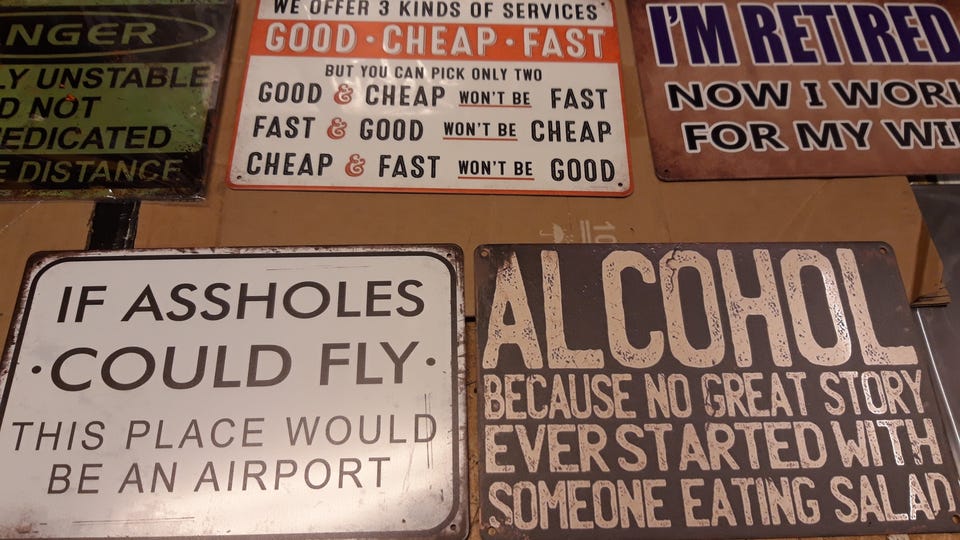 NGER
LY UNSTABLE
D NOT
EDICATED
E DISTANCE
WE OFFER 3 KINDS OF SERVICES
GOOD · CHEAP · FAST
BUT YOU CAN PICK ONLY TWO
GOOD & CHEAP WON'T BE FAST
FAST & GOOD WON'T BE CHEAP
CHEAP & FAST WON'T BE GOOD
I'M RETIRED
NOW I WORK
FOR MY WI
IF ASSHOLES
·COULD FLY·
THIS PLACE WOULD
BE AN AIRPORT
ALCOHOL
BECAUSE NO GREAT STORY
EVER STARTED WITH
SOMEONE EATING SALAD